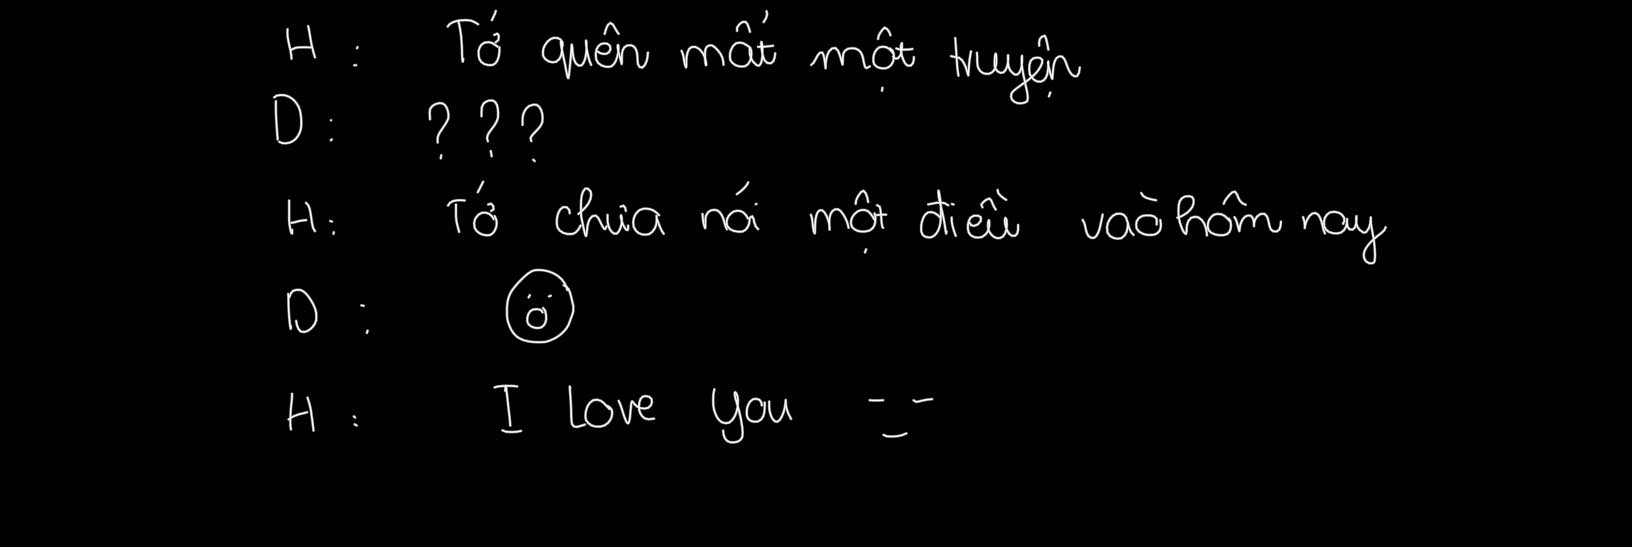 H : Tớ quên mất một truyện
D : ? ? ?
H : Tớ chưa nói một điều vào hôm nay
D :
H : I love you